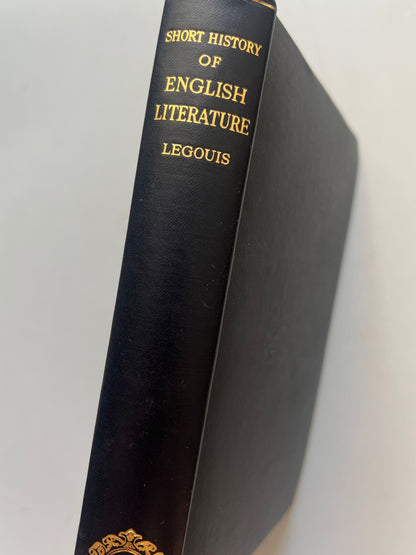 SHORT HISTORY
OF
ENGLISH
LITERATURE
LEGOUIS